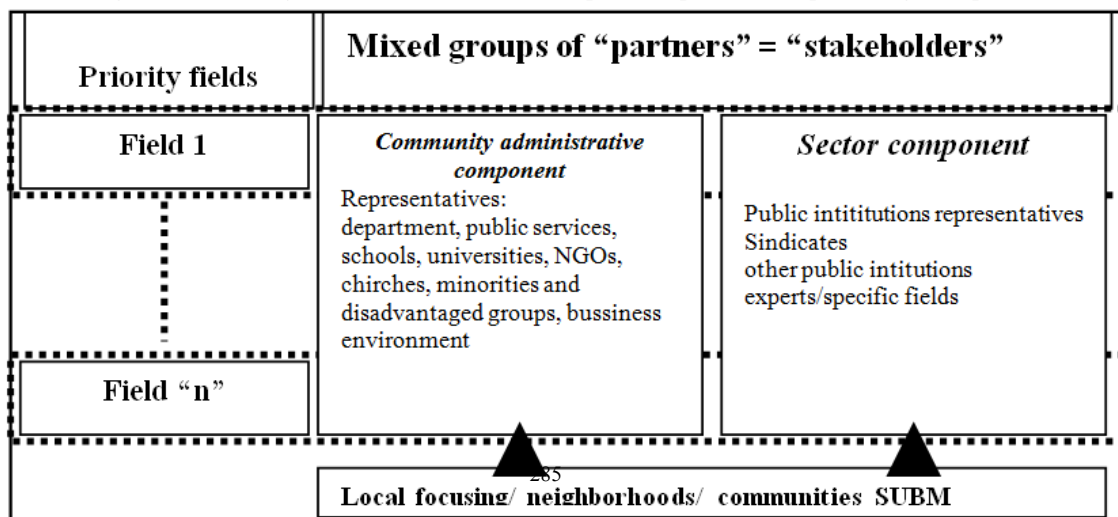 Mixed groups of “partners” = “stakeholders”
Priority fields
Field 1
Community administrative
component
Representatives:
department, public services,
schools, universities, NGOs,
chirches, minorities and
disadvantaged groups, bussiness
environment
Sector component
Public intititutions representatives
Sindicates
other public intitutions
experts/specific fields
Field “n”
285
Local focusing/ neighborhoods/ communities SUBM